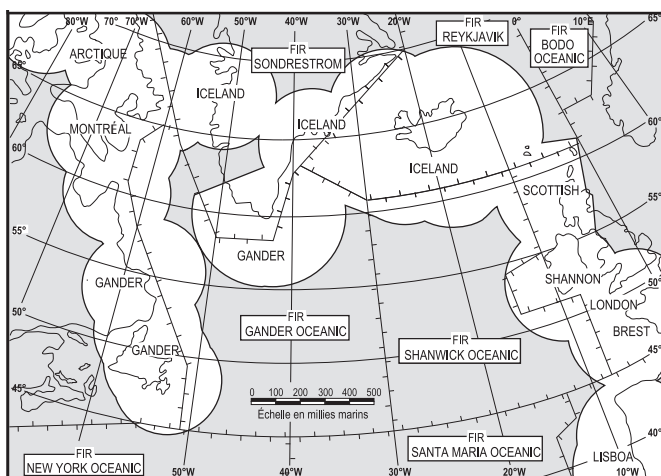 80°W
70°W
60°W
50°W
40°W
30°W
20°W
10°W
0°
65°
ARCTIQUE
FIR
SONDRESTROM
FIR
REYKJAVIK
FIR
BODO
OCEANIC
65°
ICELAND
MONTRÉAL
ICELAND
ICELAND
60°
60°
SCOTTISH
55°
55°
GANDER
SHANNON
50°
GANDER
LONDON
50°
FIR
GANDER OCEANIC
BREST
GANDER
FIR
SHANWICK OCEANIC
45°
45°
0 100 200 300 400 500
Échelle en millies marins
40°
FIR
NEW YORK OCEANIC
FIR
SANTA MARIA OCEANIC
LISBOA
50°W
40°W
30°W
20°W
10°W